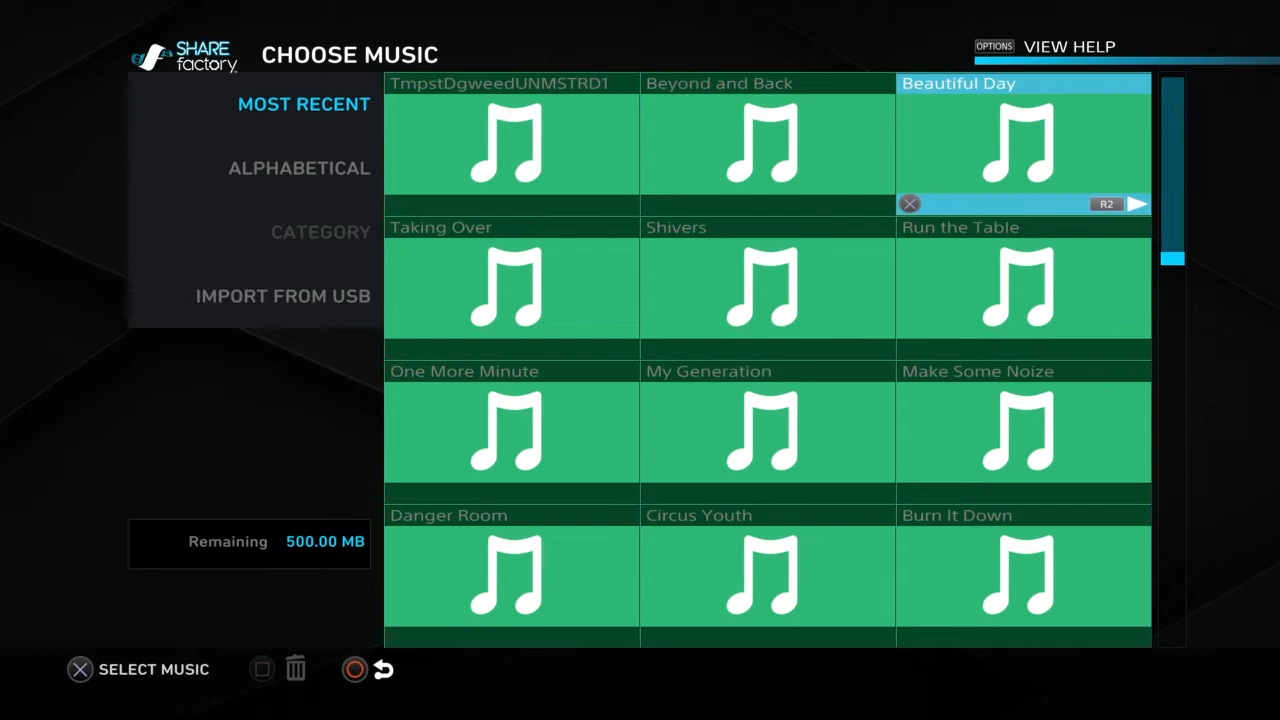 SHARE
factory™
CHOOSE MUSIC
OPTIONS VIEW HELP
MOST RECENT
ALPHABETICAL
CATEGORY
IMPORT FROM USB
Remaining 500.00 MB
TmpstDgweedUNMSTRD1
Beyond and Back
Beautiful Day
R2
Taking Over
Shivers
Run the Table
One More Minute
My Generation
Make Some Noize
Danger Room
Circus Youth
Burn It Down
SELECT MUSIC